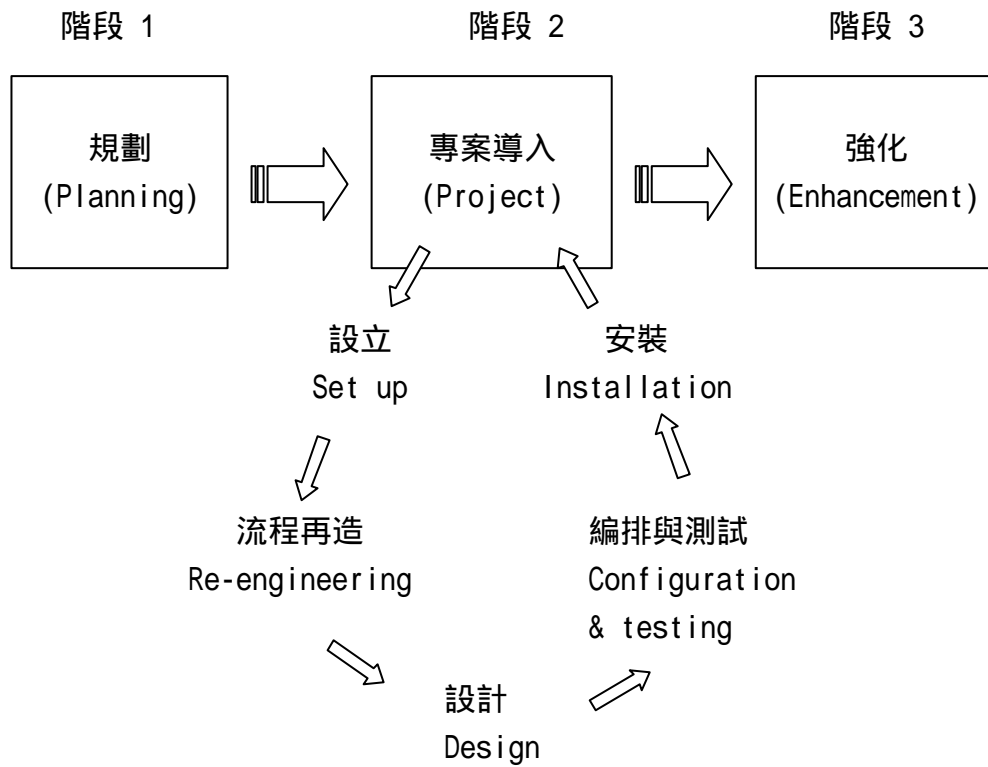 階段 1
階段 2
階段 3
規劃
(Planning)
專案導入
(Project)
強化
(Enhancement)
設立
Set up
安裝
Installation
流程再造
Re-engineering
編排與測試
Configuration
& testing
設計
Design